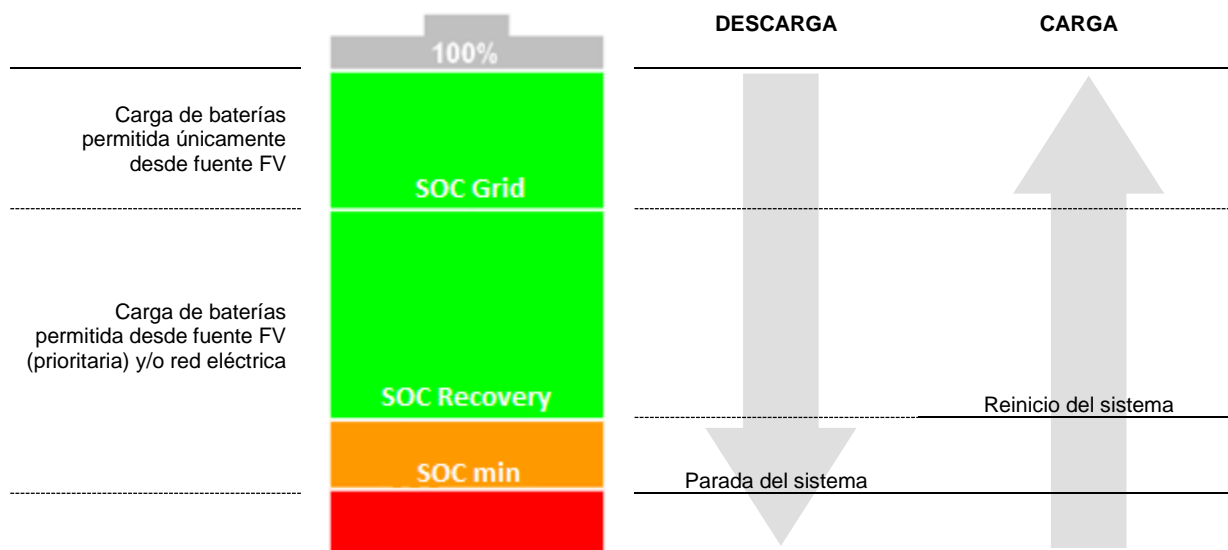 DESCARGA
CARGA
100%
Carga de baterías
permitida únicamente
desde fuente FV
SOC Grid
Carga de baterías
permitida desde fuente FV
(prioritaria) y/o red eléctrica
SOC Recovery
Reinicio del sistema
SOC min
Parada del sistema